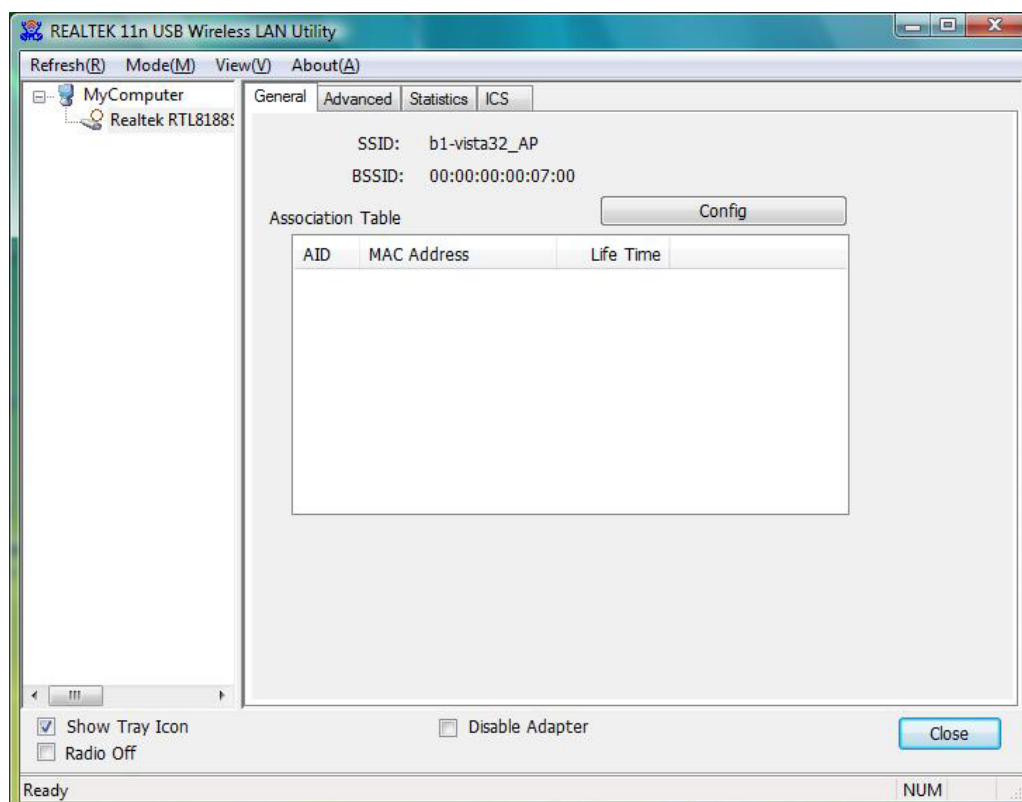 REALTEK 11n USB Wireless LAN Utility
Refresh(R) Mode(M) View(V) About(A)
MyComputer
Realtek RTL8188S
General Advanced Statistics ICS
SSID: b1-vista32_AP
BSSID: 00:00:00:00:07:00
Association Table
Config
AID MAC Address Life Time
Show Tray Icon
Radio Off
Disable Adapter
Close
Ready
NUM